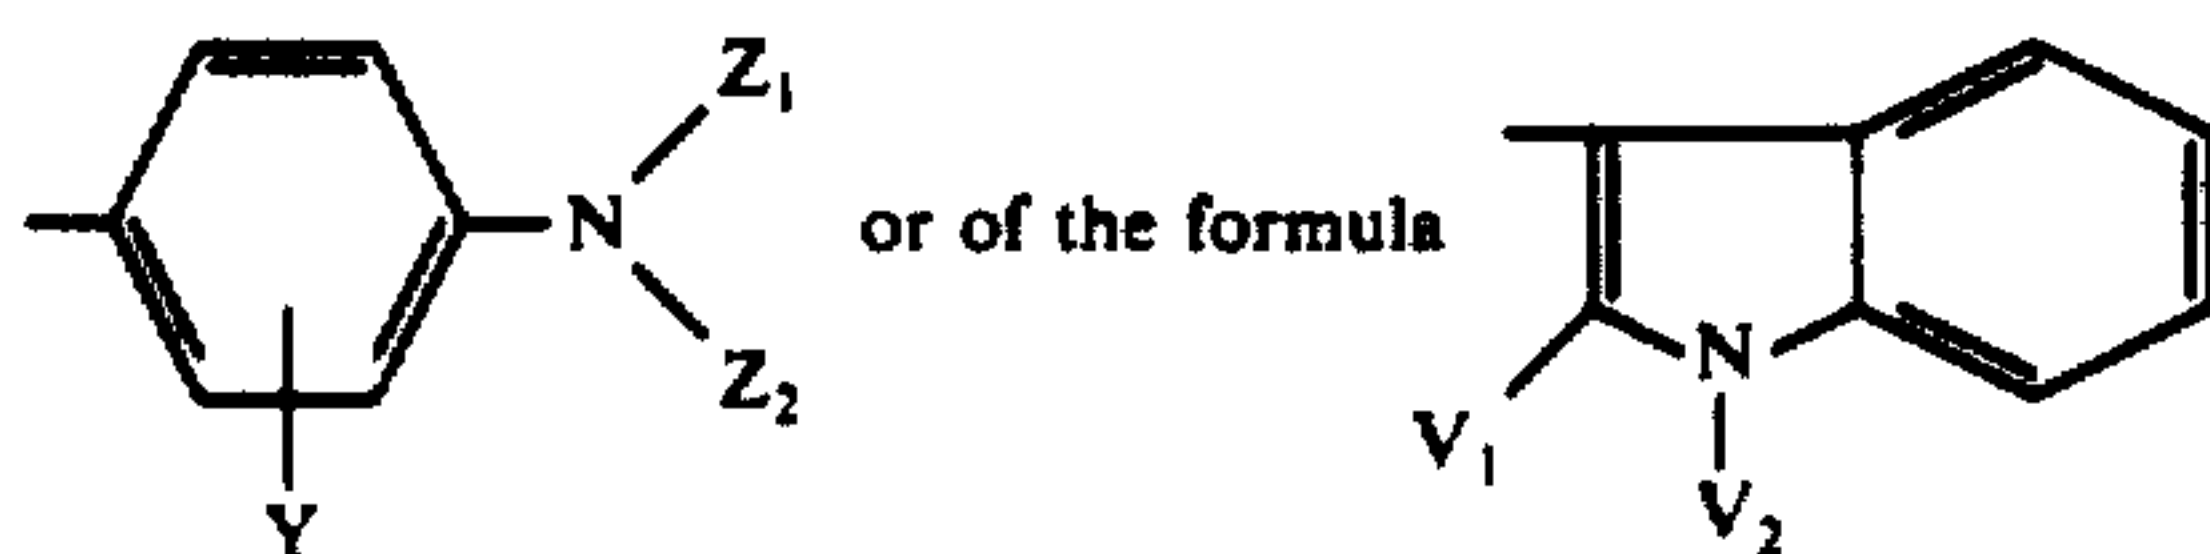 Z₁
N or of the formula
Z₂ N
V₁
Y V₂